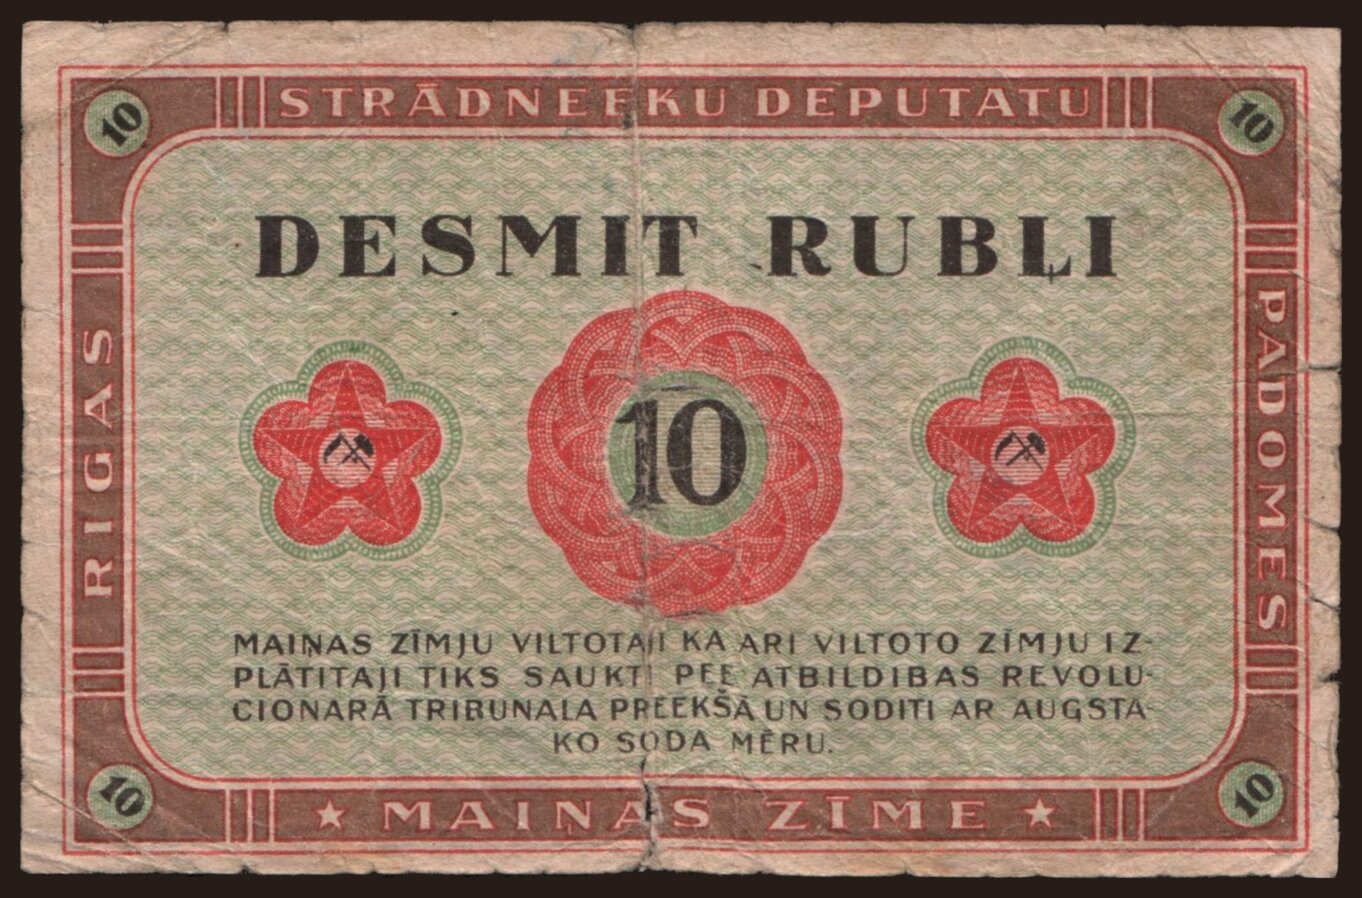 10
STRĀDNEEKU DEPUTATU
10
RIGAS
PADOMES
DESMIT RUBĻI
10
MAIŅAS ZĪMJU VILTOTAJI KA ARI VILTOTO ZĪMJU IZ-
PLĀTITAJI TIKS SAUKTI PEE ATBILDIBAS REVOLU-
CIONARĀ TRIBUNALA PREEKŠĀ UN SODITI AR AUGSTA-
KO SODA MĒRU.
10
★ MAIŅAS ZĪME ★
10